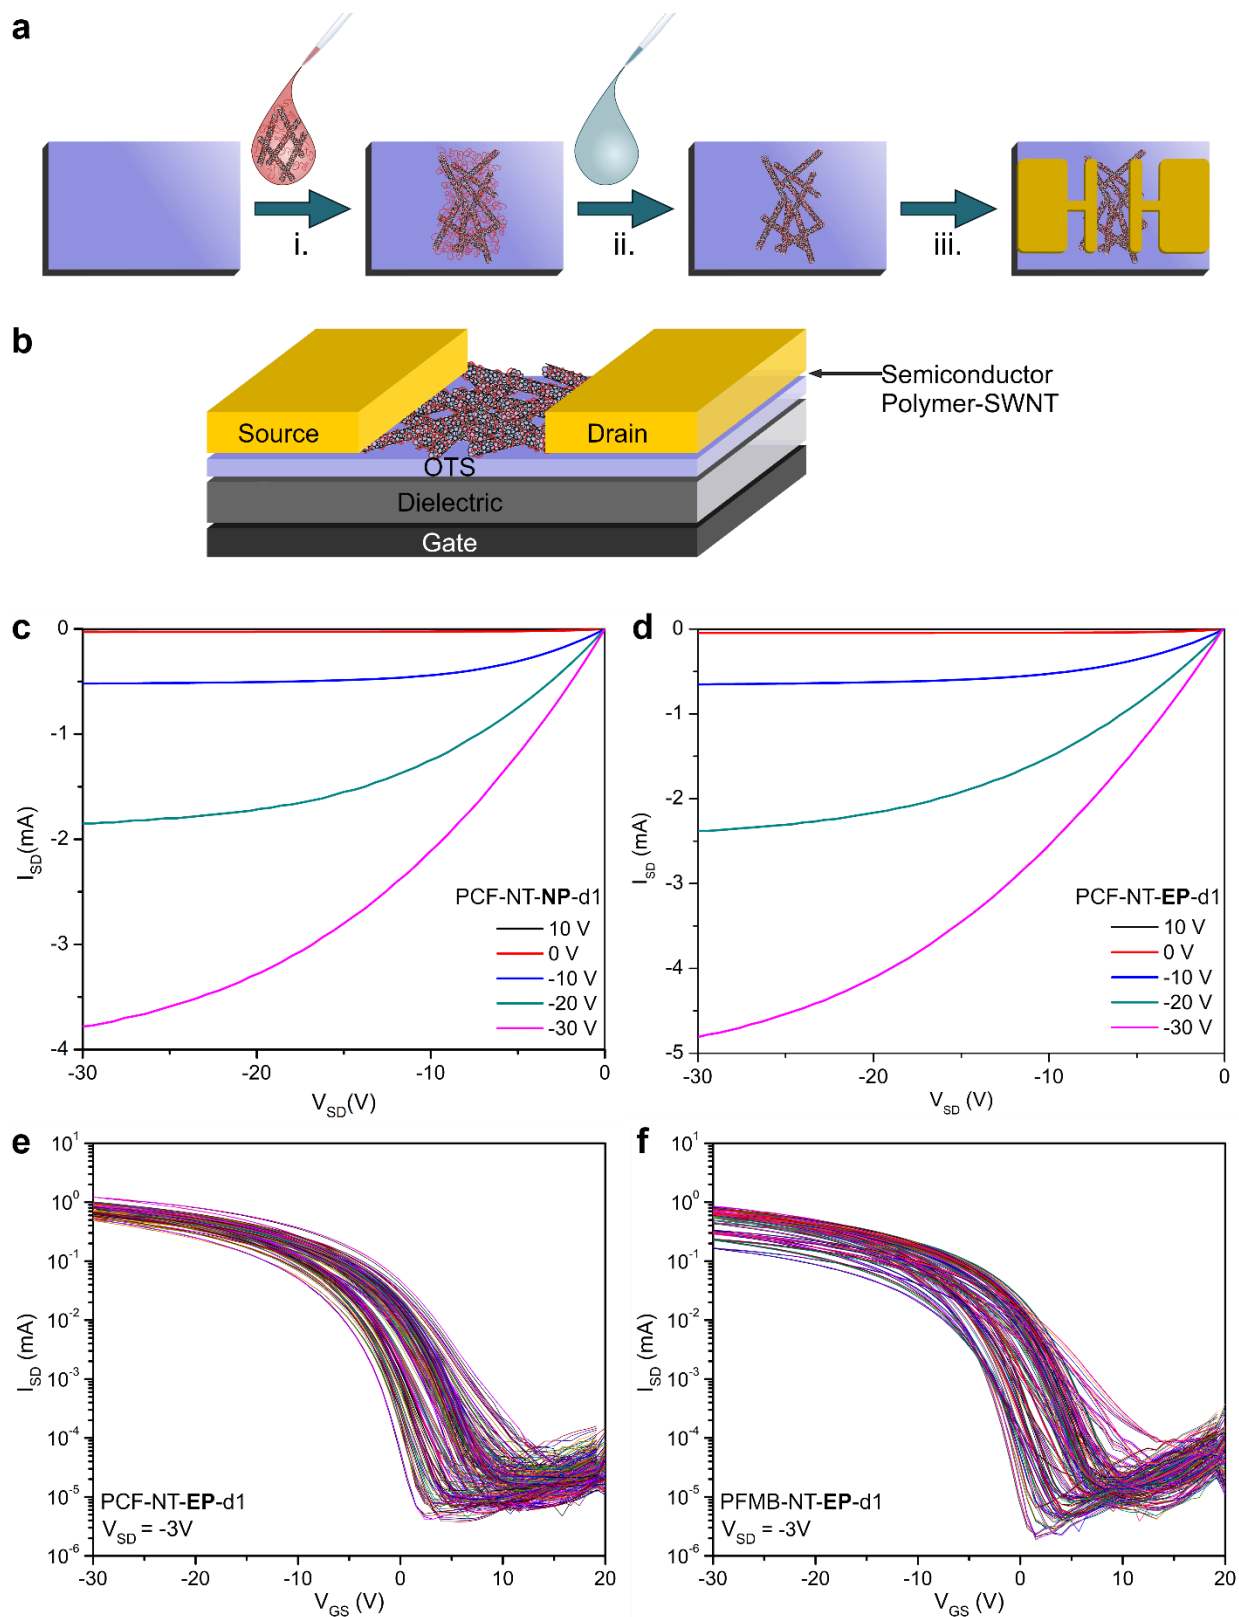 a
i.
ii.
iii.
b
Source
Drain
Semiconductor
Polymer-SWNT
OTS
Dielectric
Gate
c
0
-1
-2
-3
-4
I_SD (mA)
PCF-NT-NP-d1
10 V
0 V
-10 V
-20 V
-30 V
-30
-20
-10
0
V_SD(V)
d
0
-1
-2
-3
-4
-5
I_SD (mA)
PCF-NT-EP-d1
10 V
0 V
-10 V
-20 V
-30 V
-30
-20
-10
0
V_SD (V)
e
10^1
10^0
10^-1
10^-2
10^-3
10^-4
10^-5
10^-6
I_SD (mA)
PCF-NT-EP-d1
V_SD = -3V
-30
-20
-10
0
10
20
V_GS (V)
f
10^1
10^0
10^-1
10^-2
10^-3
10^-4
10^-5
10^-6
I_SD (mA)
PFMB-NT-EP-d1
V_SD = -3V
-30
-20
-10
0
10
20
V_GS (V)